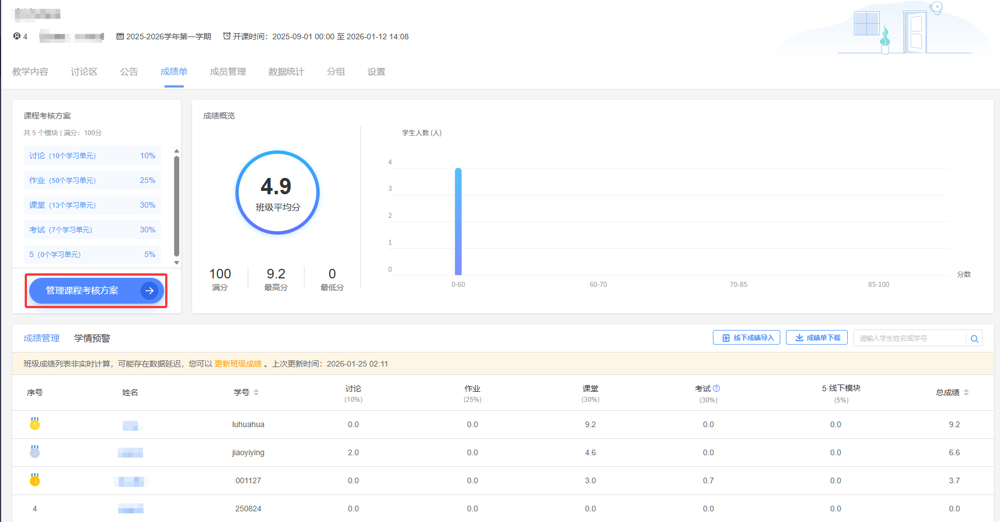 4 2025-2026学年第一学期 开课时间：2025-09-01 00:00 至 2026-01-12 14:08
教学内容 讨论区 公告 成绩单 成员管理 数据统计 分组 设置
课程考核方案
共 5 个模块 | 满分：100分
讨论（10个学习单元） 10%
作业（50个学习单元） 25%
课堂（13个学习单元） 30%
考试（7个学习单元） 30%
5（0个学习单元） 5%
管理课程考核方案
成绩概览
4.9
班级平均分
100 9.2 0
满分 最高分 最低分
学生人数 (人)
4
3
2
1
0
0-60 60-70 70-85 85-100
分数
成绩管理 学情预警 线下成绩导入 成绩单下载 请输入学生姓名或学号
班级成绩列表非实时计算，可能存在数据延迟，您可以 更新班级成绩 。上次更新时间：2026-01-25 02:11
序号 姓名 学号 讨论 作业 课堂 考试 5·线下模块 总成绩
(10%) (25%) (30%) (30%) (5%)
1 luhuahua 0.0 0.0 9.2 0.0 0.0 9.2
2 jiaoyiying 2.0 0.0 4.6 0.0 0.0 6.6
3 001127 0.0 0.0 3.0 0.7 0.0 3.7
4 250824 0.0 0.0 0.0 0.0 0.0 0.0